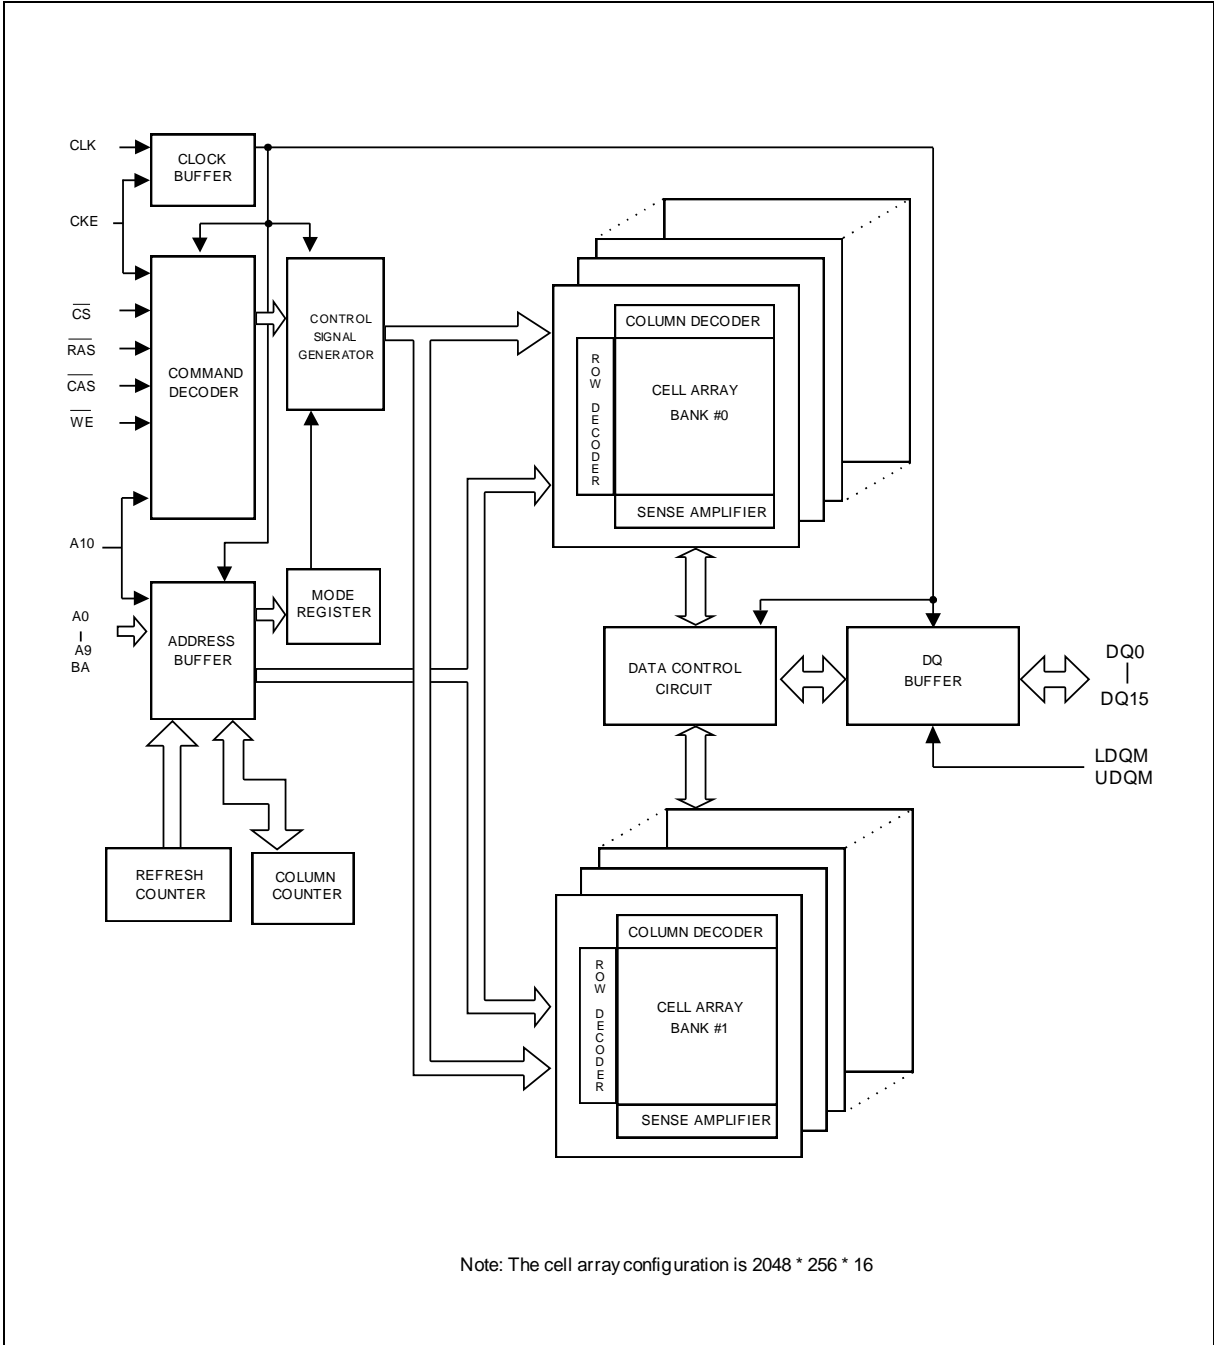 CLK
CLOCK
BUFFER
CKE
CS
RAS
CAS
WE
COMMAND
DECODER
CONTROL
SIGNAL
GENERATOR
A10
A0
A9
BA
ADDRESS
BUFFER
MODE
REGISTER
REFRESH
COUNTER
COLUMN
COUNTER
COLUMN DECODER
ROW DECODER
CELL ARRAY
BANK #0
SENSE AMPLIFIER
DATA CONTROL
CIRCUIT
DQ
BUFFER
DQ0
DQ15
LDQM
UDQM
COLUMN DECODER
ROW DECODER
CELL ARRAY
BANK #1
SENSE AMPLIFIER
Note: The cell array configuration is 2048 * 256 * 16